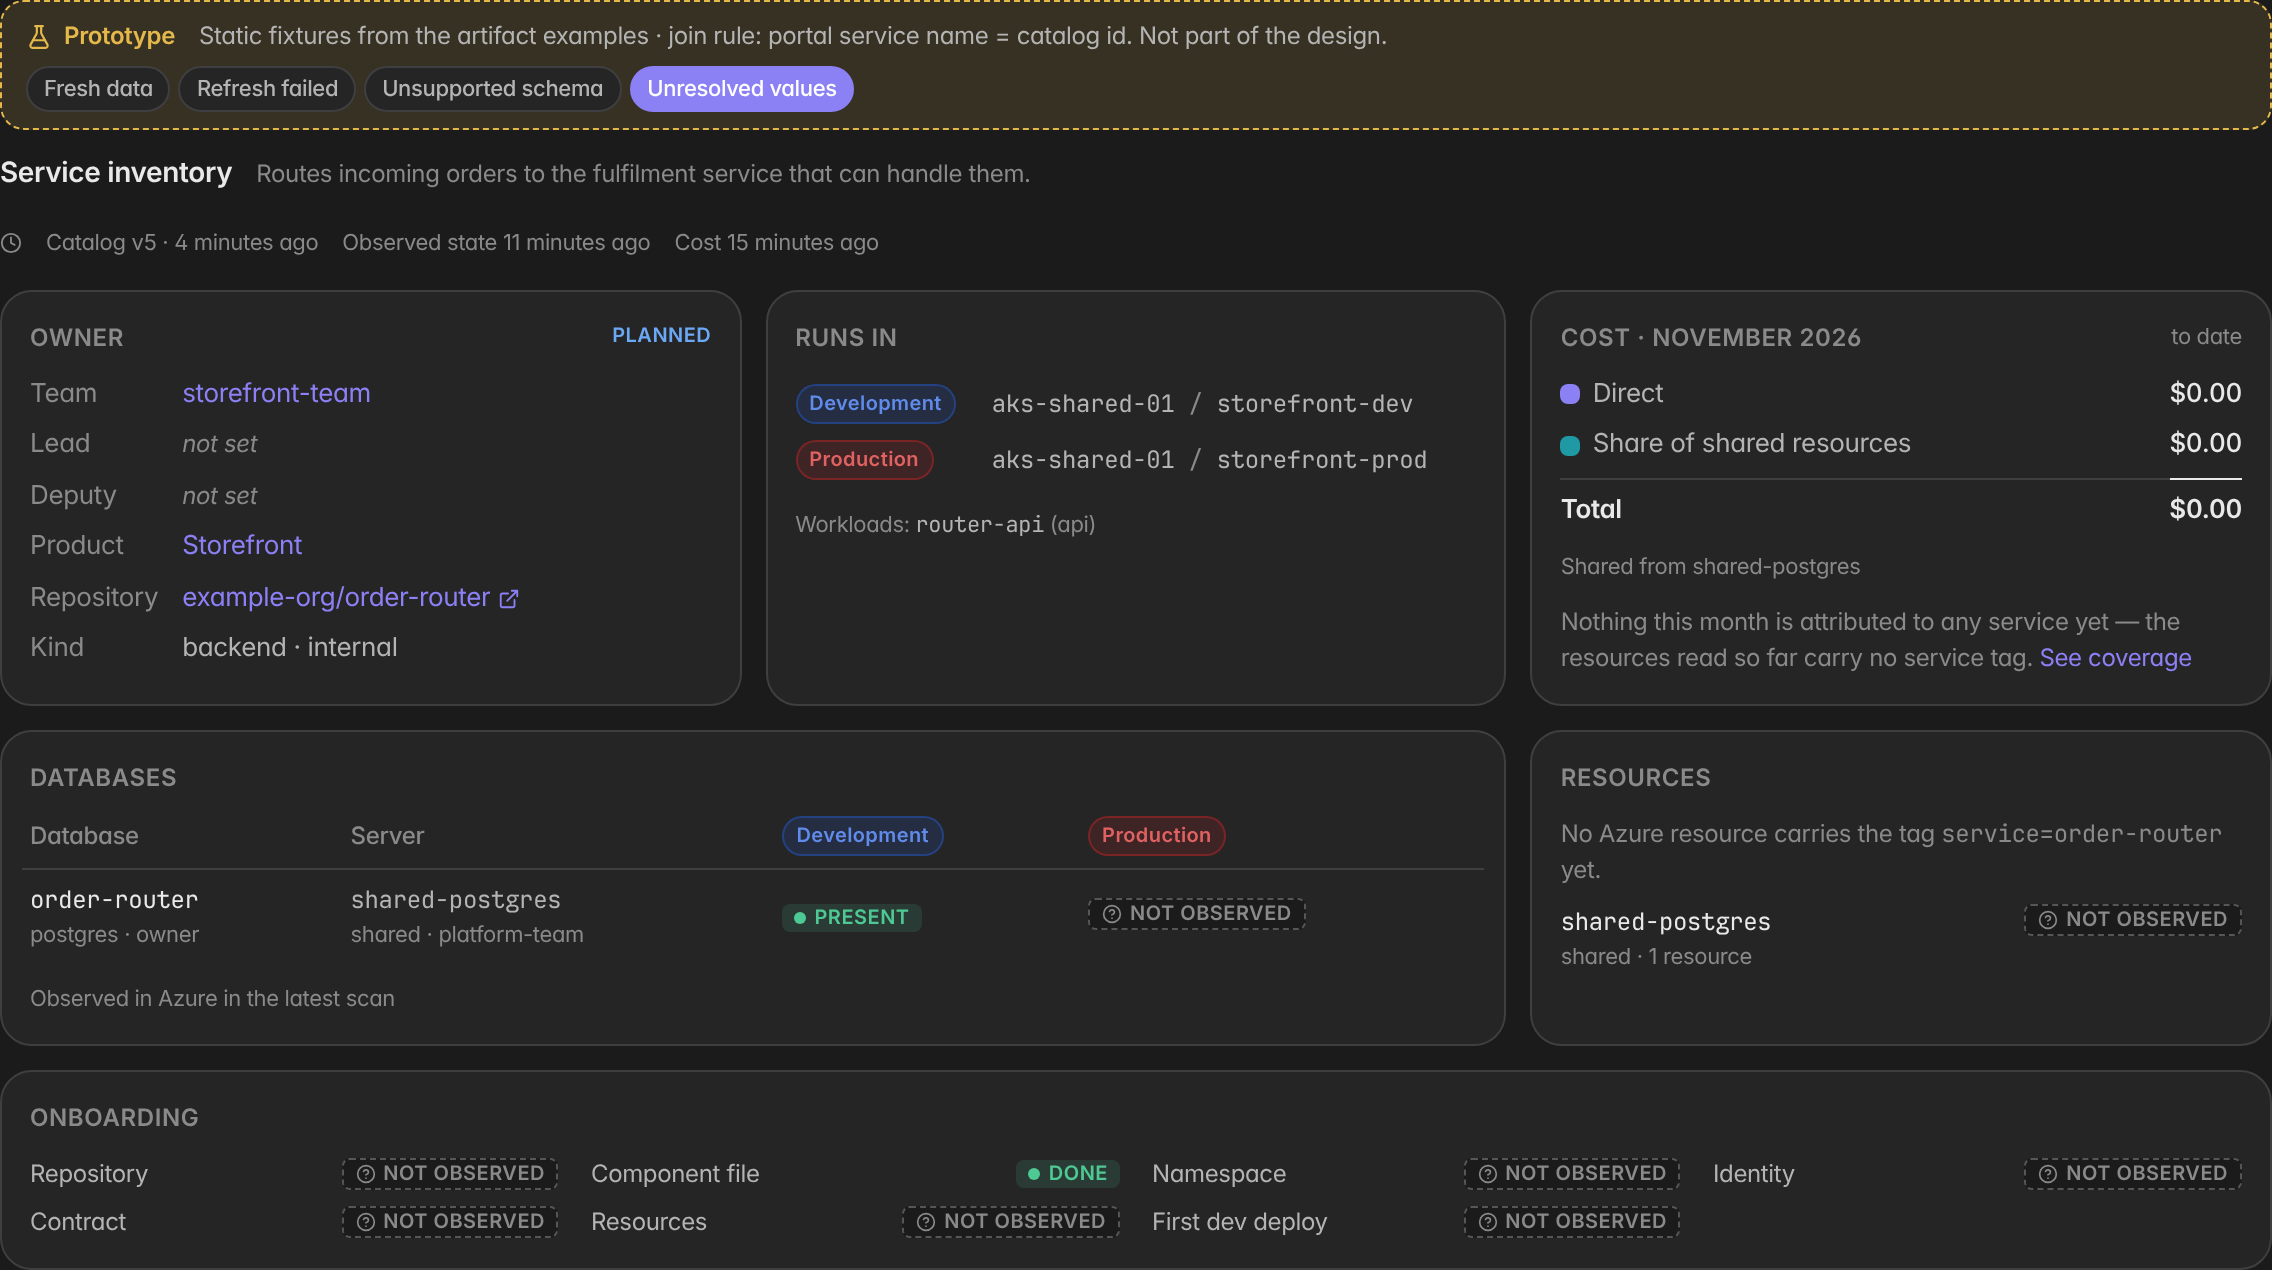 Prototype Static fixtures from the artifact examples · join rule: portal service name = catalog id. Not part of the design.
Fresh data Refresh failed Unsupported schema Unresolved values
Service inventory Routes incoming orders to the fulfilment service that can handle them.
Catalog v5 · 4 minutes ago Observed state 11 minutes ago Cost 15 minutes ago
OWNER PLANNED
Team storefront-team
Lead not set
Deputy not set
Product Storefront
Repository example-org/order-router
Kind backend · internal
RUNS IN
Development aks-shared-01 / storefront-dev
Production aks-shared-01 / storefront-prod
Workloads: router-api (api)
COST · NOVEMBER 2026 to date
Direct $0.00
Share of shared resources $0.00
Total $0.00
Shared from shared-postgres
Nothing this month is attributed to any service yet — the
resources read so far carry no service tag. See coverage
DATABASES
Database Server Development Production
order-router shared-postgres PRESENT NOT OBSERVED
postgres · owner shared · platform-team
Observed in Azure in the latest scan
RESOURCES
No Azure resource carries the tag service=order-router
yet.
shared-postgres NOT OBSERVED
shared · 1 resource
ONBOARDING
Repository NOT OBSERVED Component file DONE Namespace NOT OBSERVED Identity NOT OBSERVED
Contract NOT OBSERVED Resources NOT OBSERVED First dev deploy NOT OBSERVED